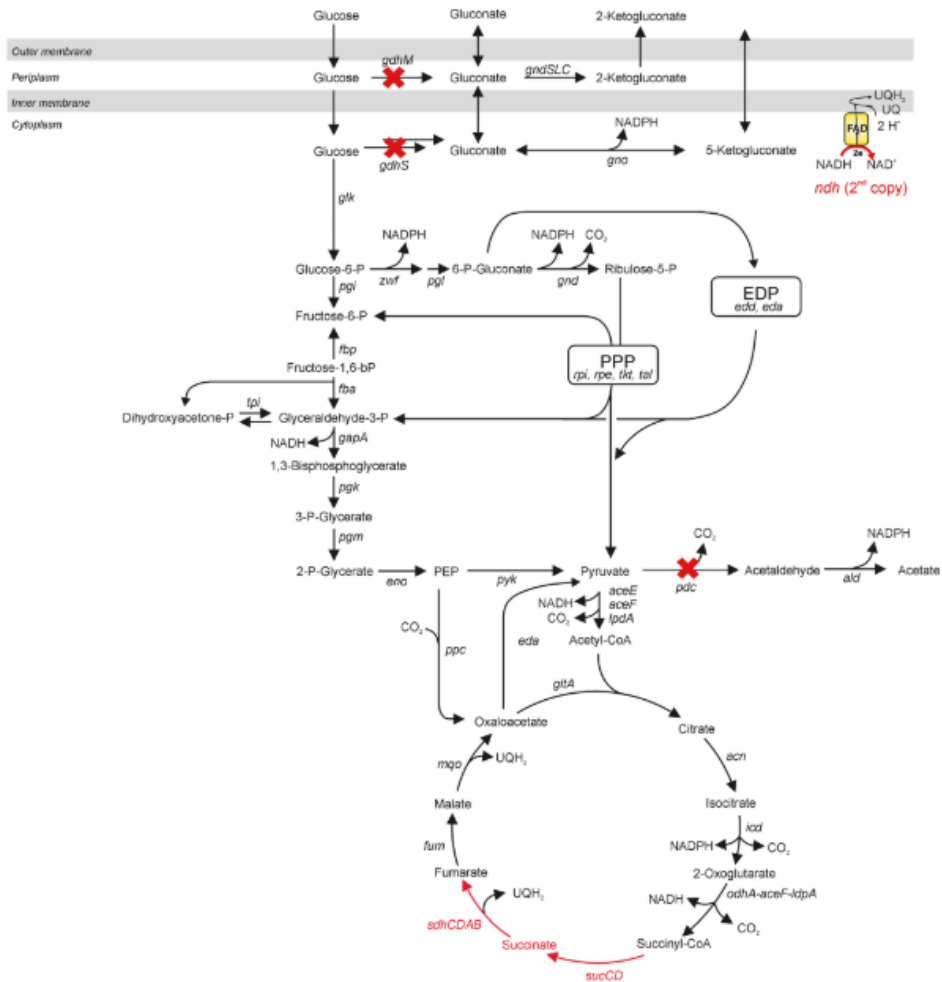 Glucose
Gluconate
2-Ketogluconate
Outer membrane
gdhM
Periplasm
Glucose
Gluconate
gndSLC
2-Ketogluconate
Inner membrane
UQH₂
UQ
Cytoplasm
NADPH
FAD
2 H⁺
Glucose
Gluconate
5-Ketogluconate
2e
gdhS
gno
NADH
NAD⁺
ndh (2nd copy)
glk
NADPH
NADPH
CO₂
Glucose-6-P
6-P-Gluconate
Ribulose-5-P
zwf
pgl
gnd
pgi
EDP
edd, eda
Fructose-6-P
fbp
Fructose-1,6-bP
PPP
rpi, rpe, tkt, tal
fba
tpi
Dihydroxyacetone-P
Glyceraldehyde-3-P
NADH
gapA
1,3-Bisphosphoglycerate
pgk
3-P-Glycerate
pgm
CO₂
NADPH
2-P-Glycerate
eno
PEP
pyk
Pyruvate
pdc
Acetaldehyde
ald
Acetate
aceE
NADH
aceF
CO₂
lpdA
CO₂
ppc
eda
Acetyl-CoA
gltA
Oxaloacetate
Citrate
mqo
UQH₂
acn
Malate
Isocitrate
icd
fum
NADPH
CO₂
Fumarate
2-Oxoglutarate
odhA-aceF-ldpA
UQH₂
NADH
sdhCDAB
CO₂
Succinate
Succinyl-CoA
sucCD